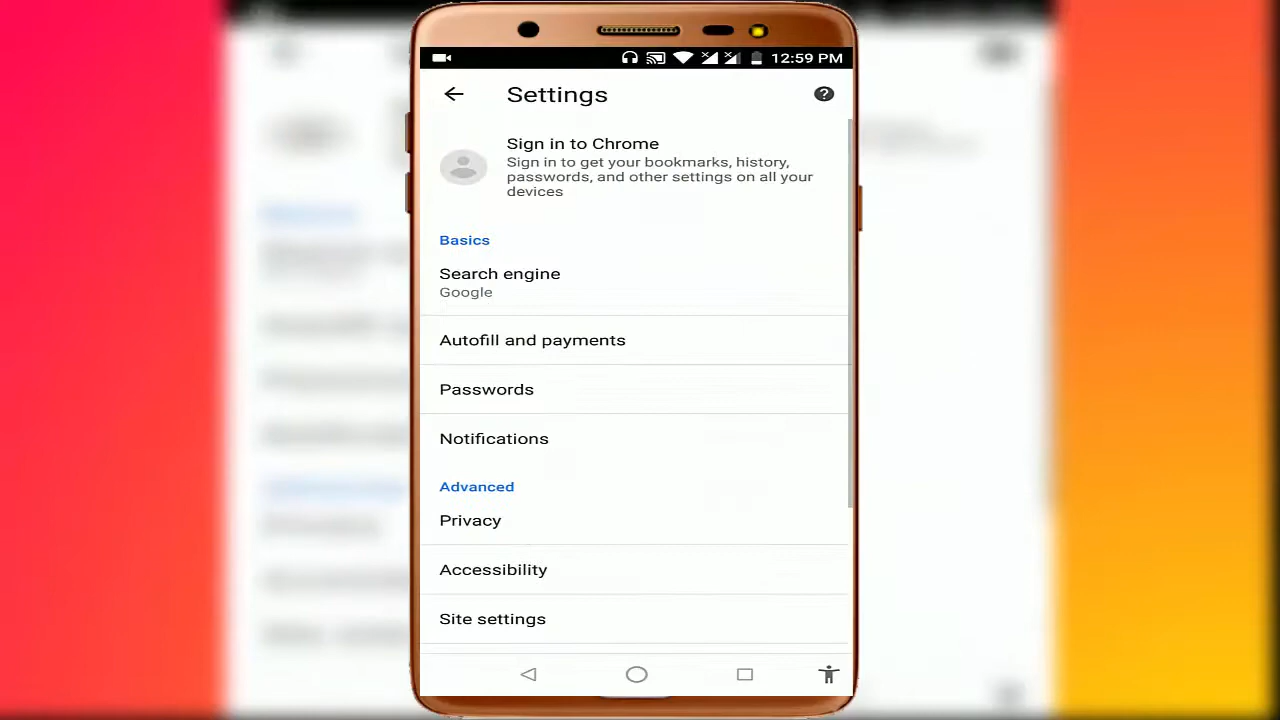 12:59 PM
Settings
Sign in to Chrome
Sign in to get your bookmarks, history,
passwords, and other settings on all your
devices
Basics
Search engine
Google
Autofill and payments
Passwords
Notifications
Advanced
Privacy
Accessibility
Site settings